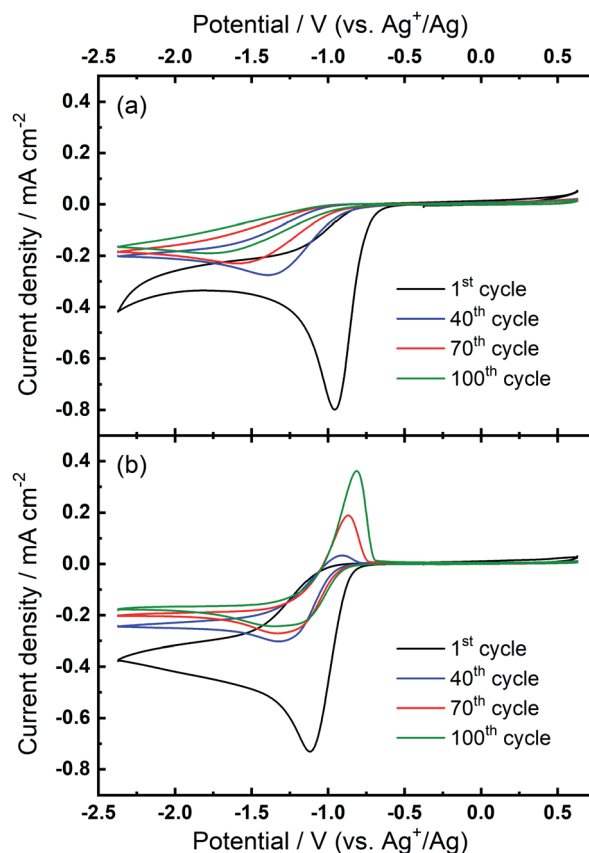 Potential / V (vs. Ag⁺/Ag)
-2.5 -2.0 -1.5 -1.0 -0.5 0.0 0.5
Current density / mA cm⁻²
(a)
0.4
0.2
0.0
-0.2
-0.4
-0.6
-0.8
1ˢᵗ cycle
40ᵗʰ cycle
70ᵗʰ cycle
100ᵗʰ cycle
Current density / mA cm⁻²
(b)
0.4
0.2
0.0
-0.2
-0.4
-0.6
-0.8
1ˢᵗ cycle
40ᵗʰ cycle
70ᵗʰ cycle
100ᵗʰ cycle
-2.5 -2.0 -1.5 -1.0 -0.5 0.0 0.5
Potential / V (vs. Ag⁺/Ag)